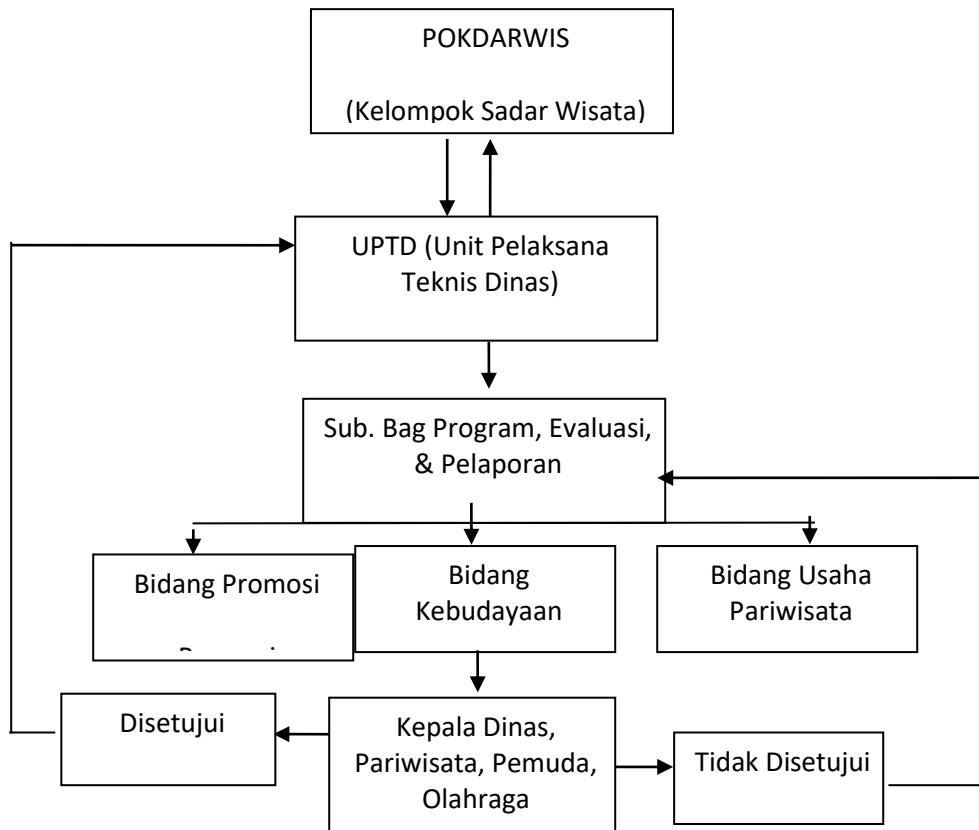 POKDARWIS
(Kelompok Sadar Wisata)
UPTD (Unit Pelaksana
Teknis Dinas)
Sub. Bag Program, Evaluasi,
& Pelaporan
Bidang Promosi
Bidang
Kebudayaan
Bidang Usaha
Pariwisata
Disetujui
Kepala Dinas,
Pariwisata, Pemuda,
Olahraga
Tidak Disetujui